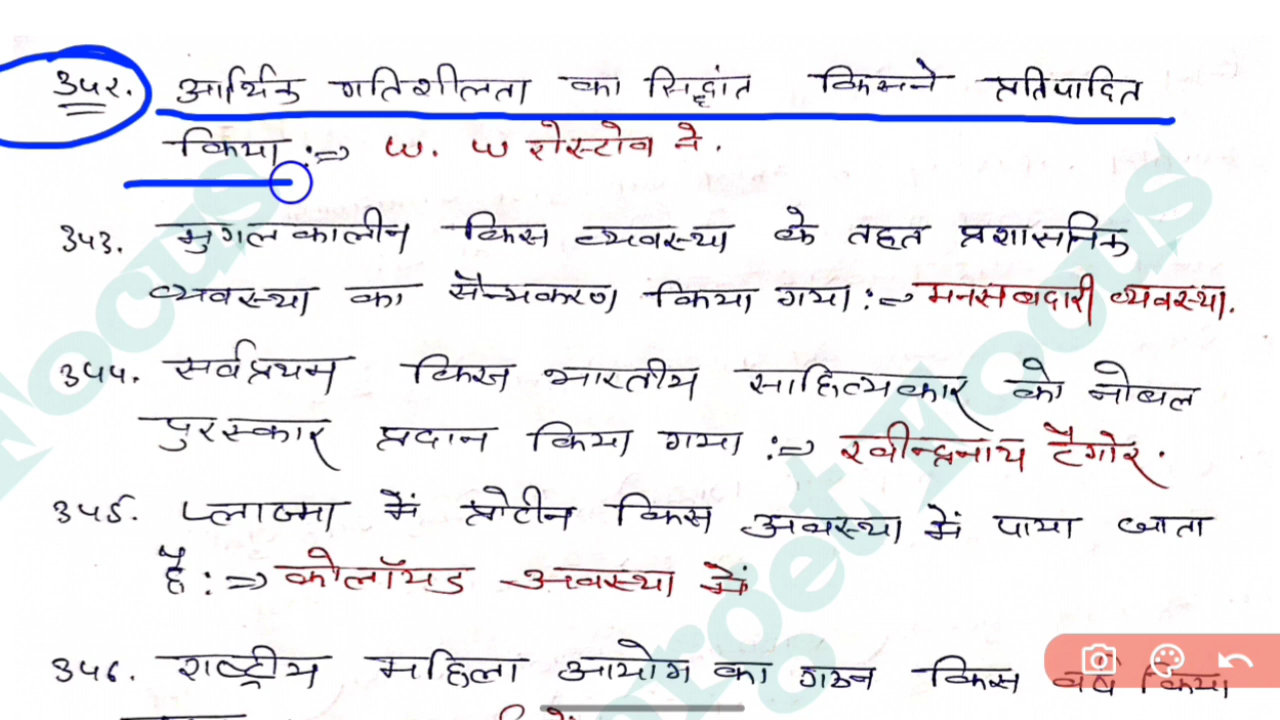 ३५२. आर्थिक गतिशीलता का सिद्धांत किसने प्रतिपादित
किया :⇒ W. W रोस्टोव ने.
३५३. मुगलकालीन किस व्यवस्था के तहत प्रशासनिक
व्यवस्था का सैन्यकरण किया गया :⇒ मनसबदारी व्यवस्था.
३५५. सर्वप्रथम किस भारतीय साहित्यकार को नोबल
पुरस्कार प्रदान किया गया :⇒ रवीन्द्रनाथ टैगोर.
३५ई. प्लाज्मा में प्रोटीन किस अवस्था में पाया जाता
है :⇒ कोलॉयड अवस्था में
३५६. राष्ट्रीय महिला आयोग का गठन किस वर्ष किया